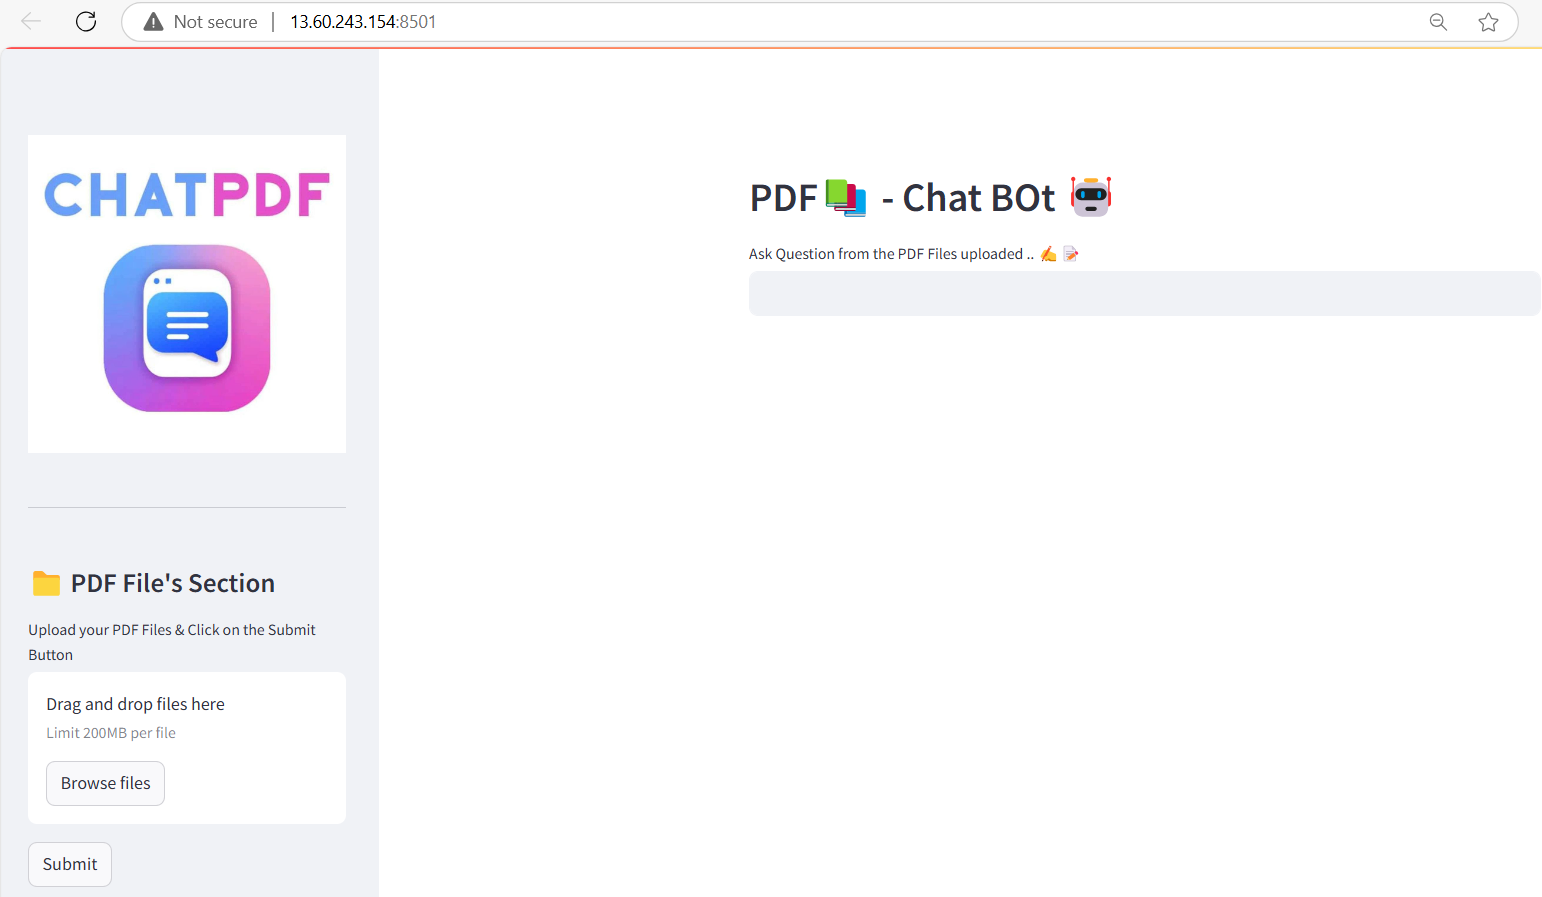 Not secure | 13.60.243.154:8501
CHATPDF
PDF File's Section
Upload your PDF Files & Click on the Submit
Button
Drag and drop files here
Limit 200MB per file
Browse files
Submit
PDF📚 - Chat BOt 🤖
Ask Question from the PDF Files uploaded .. ✍️ 📝